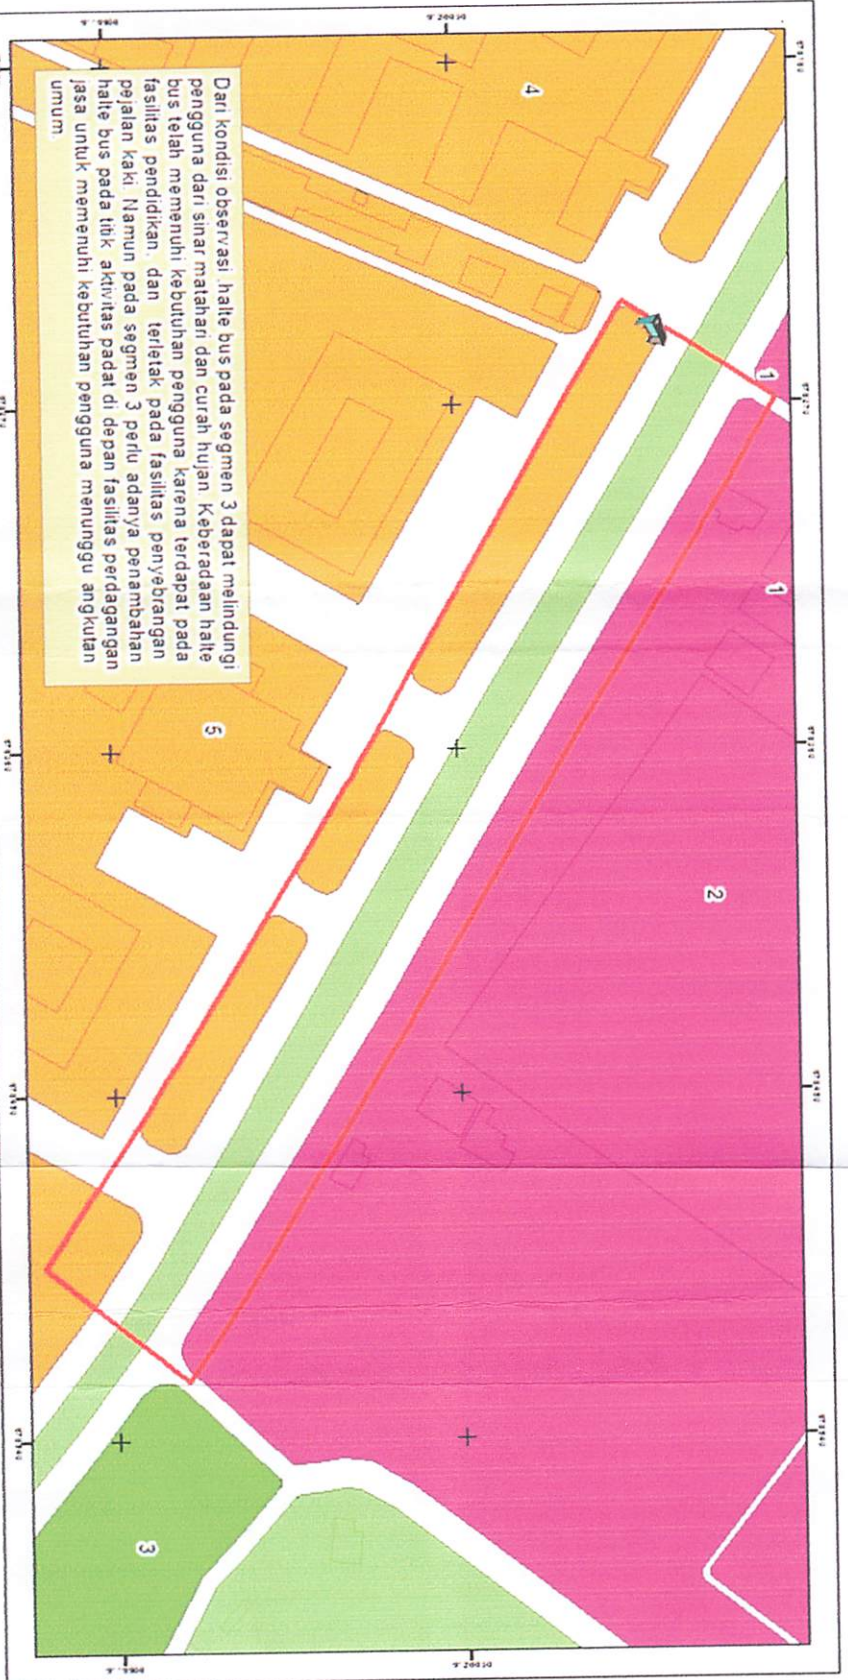 Dari kondisi observasi ,halte bus pada segmen 3 dapat melindungi
pengguna dari sinar matahari dan curah hujan. Keberadaan halte
bus telah memenuhi kebutuhan pengguna karena terdapat pada
fasilitas pendidikan, dan terletak pada fasilitas penyebrangan
pejalan kaki. Namun pada segmen 3 perlu adanya penambahan
halte bus pada titik aktivitas padat di depan fasilitas perdagangan
jasa untuk memenuhi kebutuhan pengguna menunggu angkutan
umum.
1
1
2
4
5
3